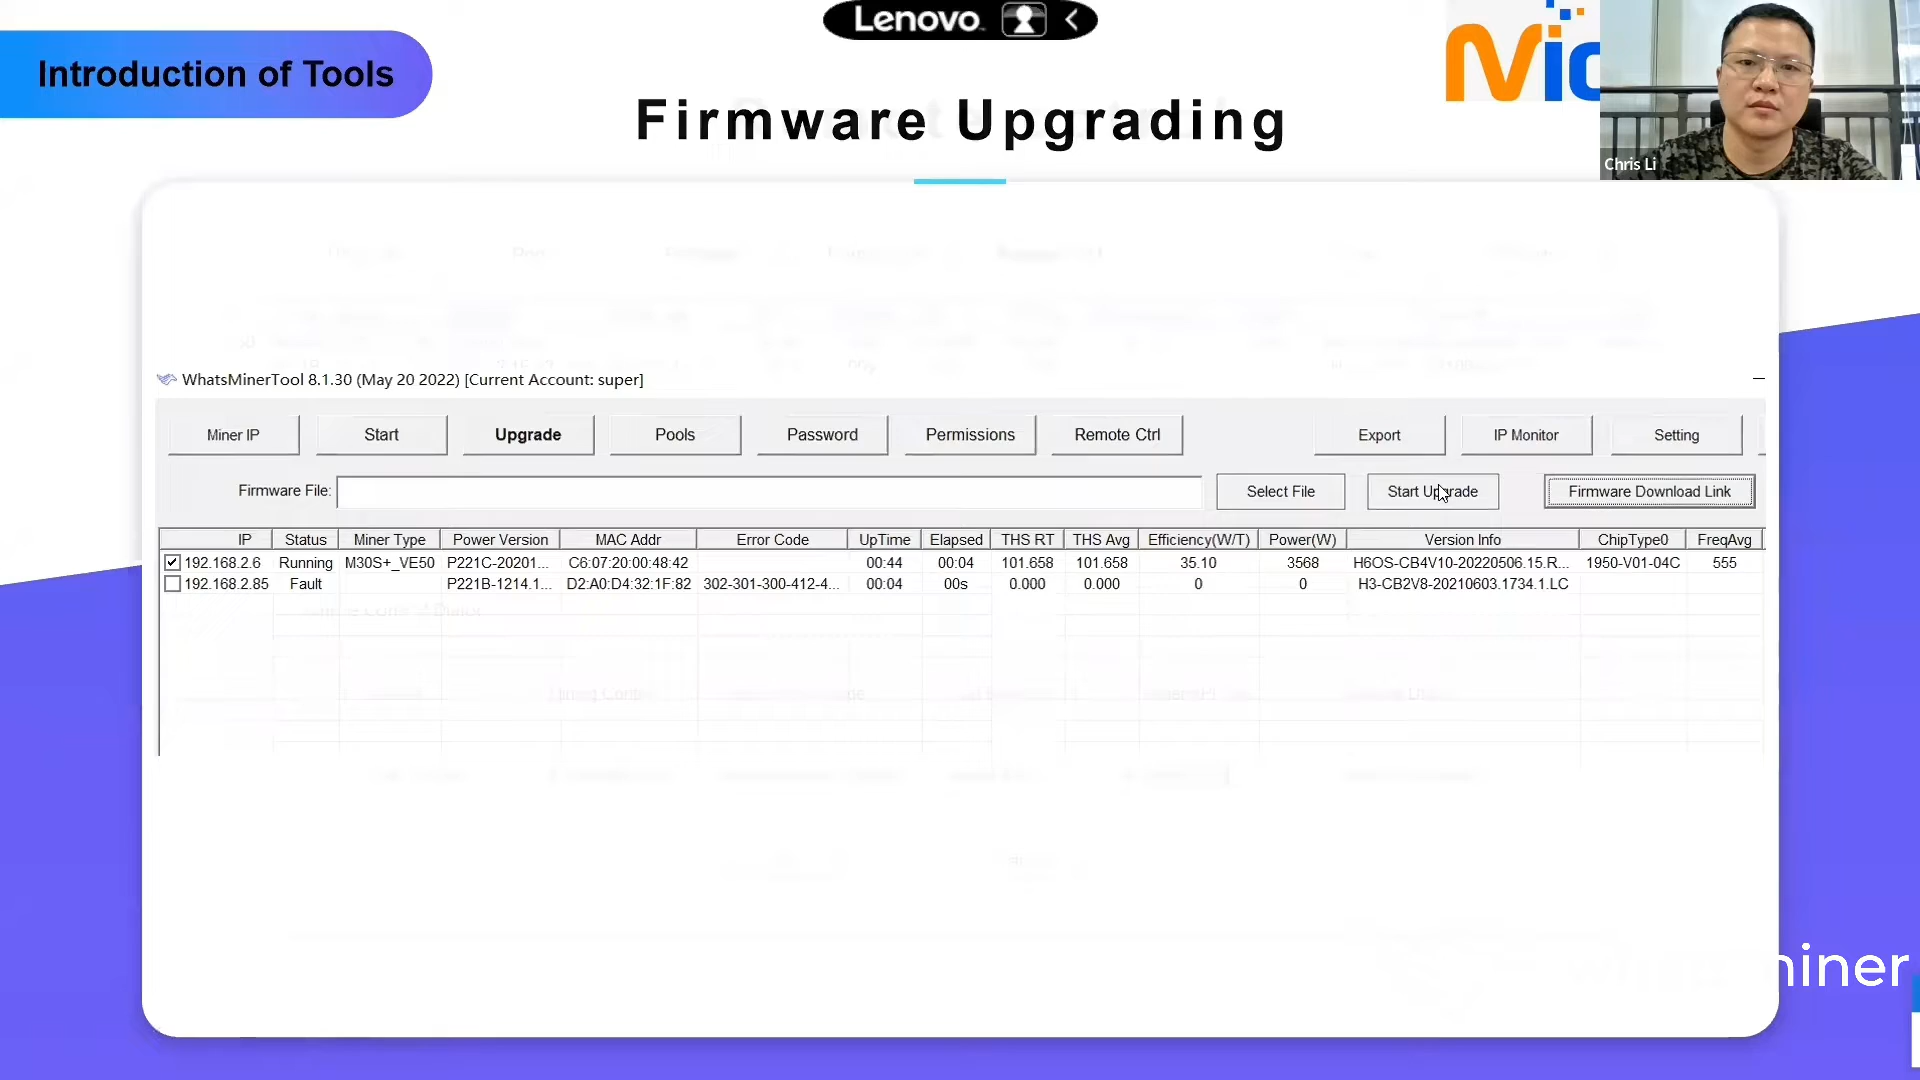 Lenovo
Introduction of Tools
Firmware Upgrading
Chris Li
WhatsMinerTool 8.1.30 (May 20 2022) [Current Account: super]
Miner IP Start Upgrade Pools Password Permissions Remote Ctrl Export IP Monitor Setting
Firmware File: Select File Start Upgrade Firmware Download Link
IP Status Miner Type Power Version MAC Addr Error Code UpTime Elapsed THS RT THS Avg Efficiency(W/T) Power(W) Version Info ChipType0 FreqAvg
192.168.2.6 Running M30S+_VE50 P221C-20201... C6:07:20:00:48:42 00:44 00:04 101.658 101.658 35.10 3568 H6OS-CB4V10-20220506.15.R... 1950-V01-04C 555
192.168.2.85 Fault P221B-1214.1... D2:A0:D4:32:1F:82 302-301-300-412-4... 00:04 00s 0.000 0.000 0 0 H3-CB2V8-20210603.1734.1.LC
miner